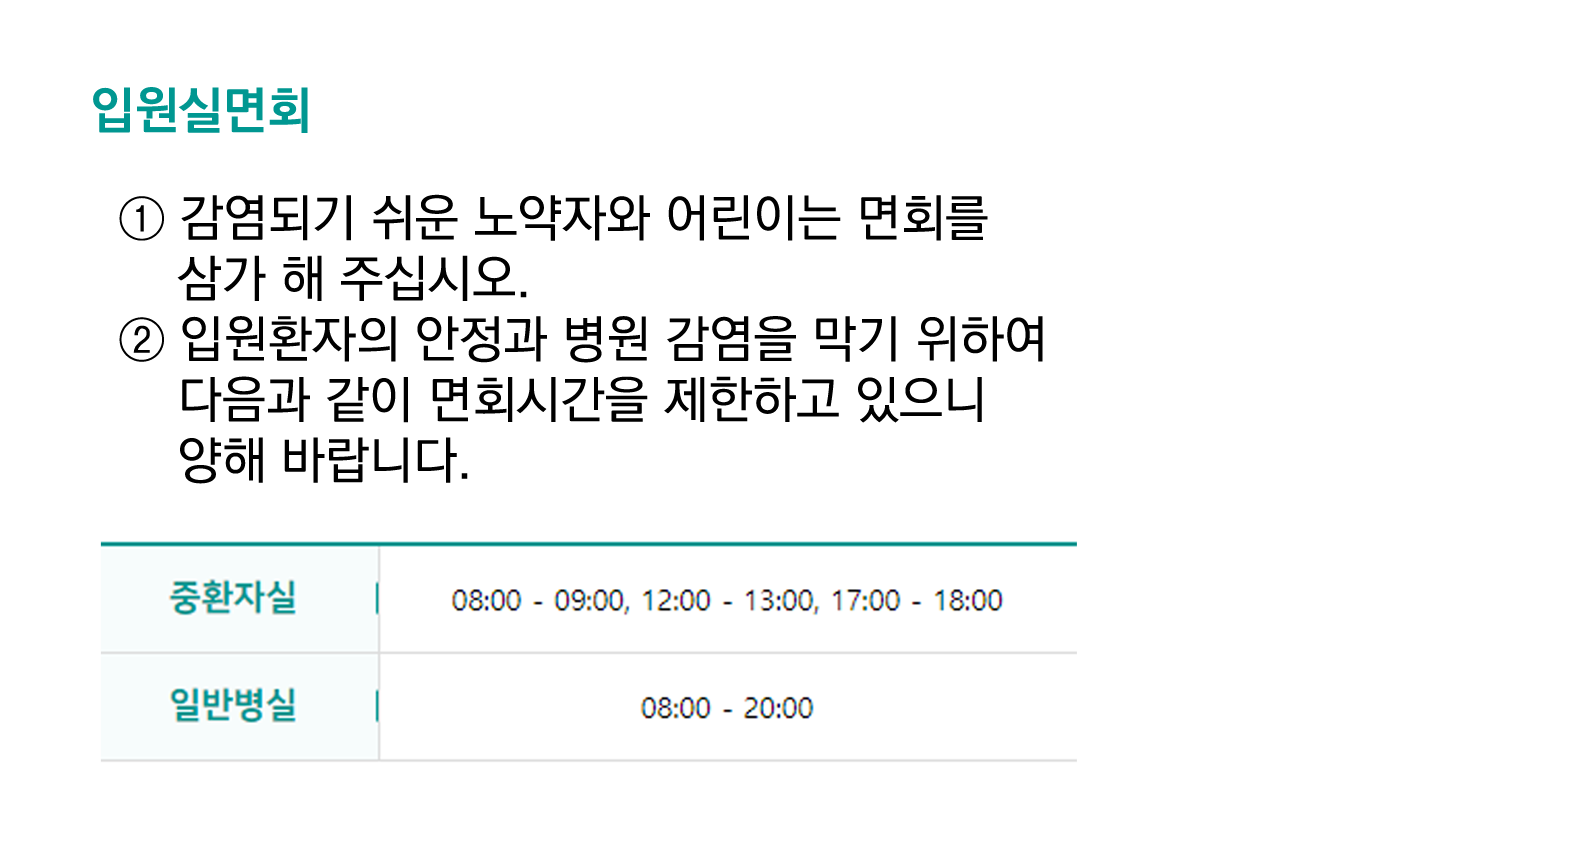 입원실면회
① 감염되기 쉬운 노약자와 어린이는 면회를
삼가 해 주십시오.
② 입원환자의 안정과 병원 감염을 막기 위하여
다음과 같이 면회시간을 제한하고 있으니
양해 바랍니다.
중환자실 08:00 - 09:00, 12:00 - 13:00, 17:00 - 18:00
일반병실 08:00 - 20:00